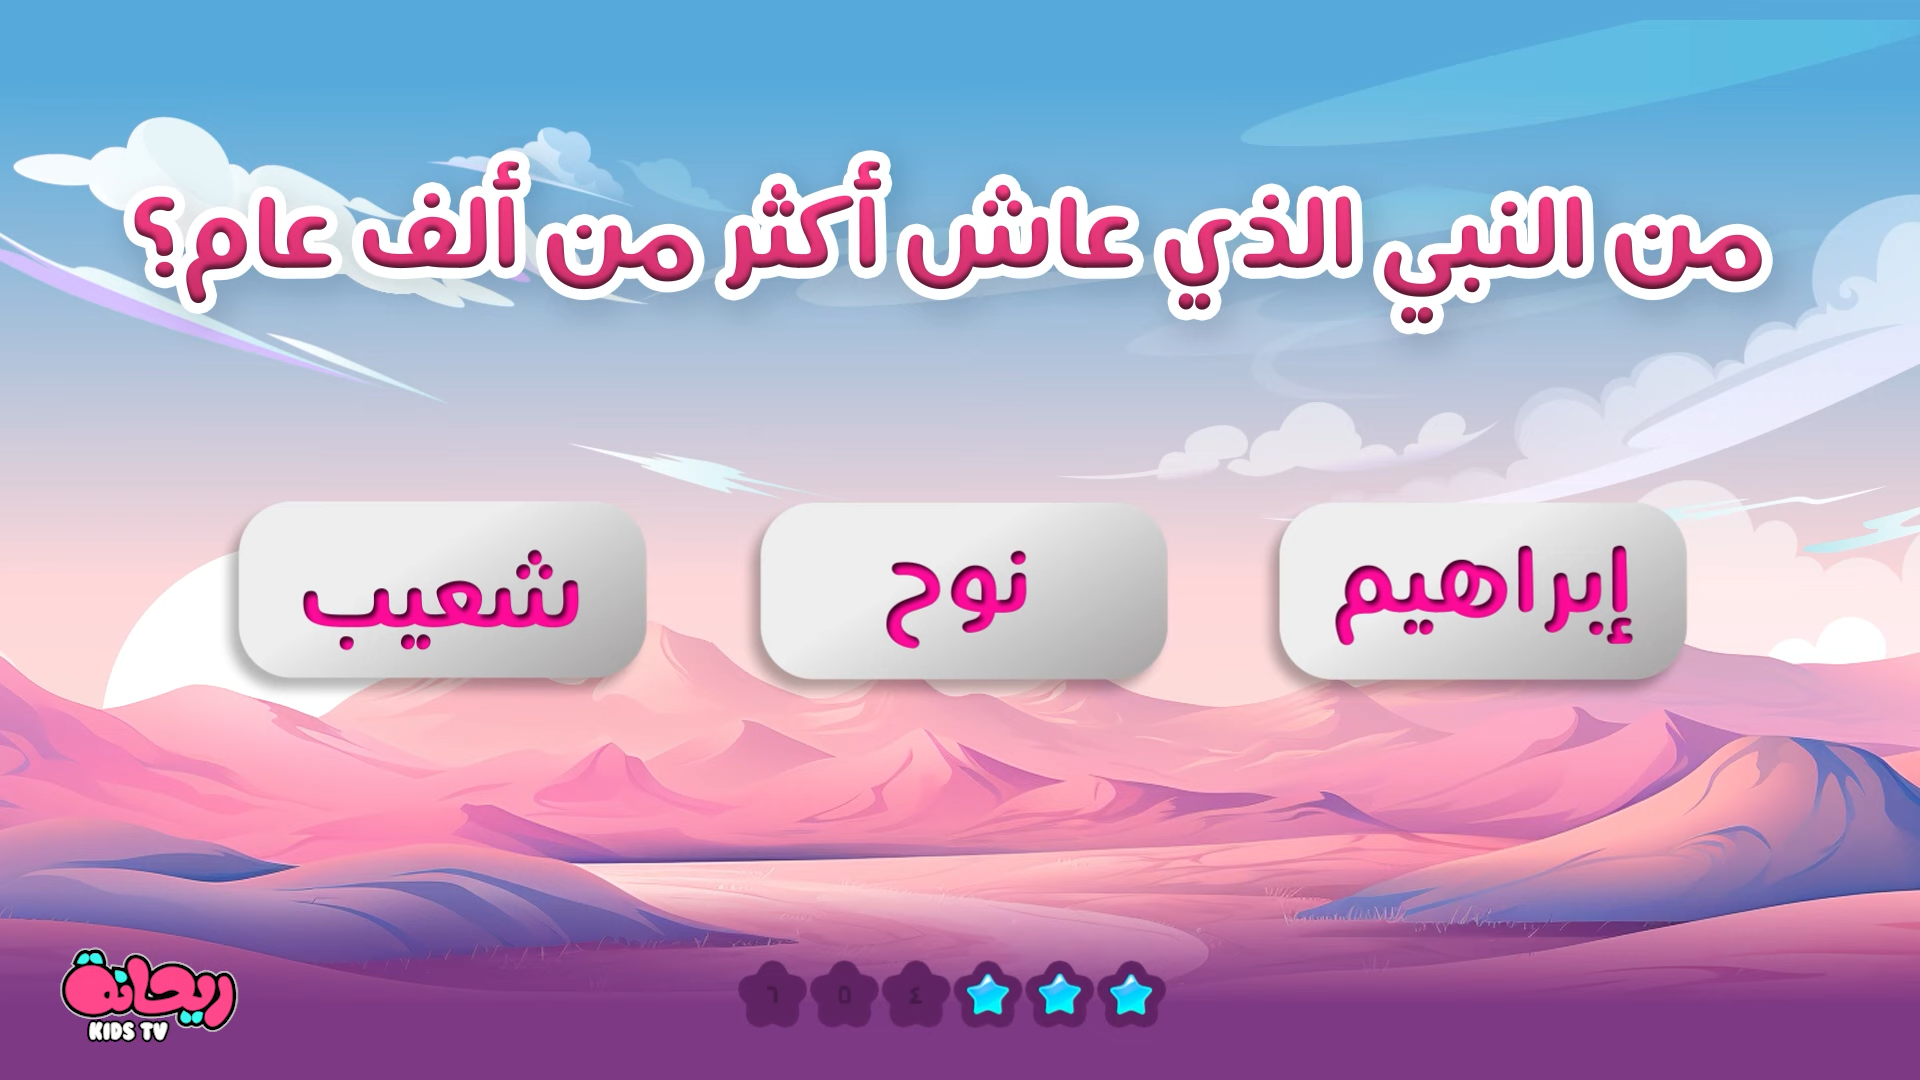 من النبي الذي عاش أكثر من ألف عام؟
إبراهيم
نوح
شعيب
٤ ٥ ٦
ريحانة
KIDS TV